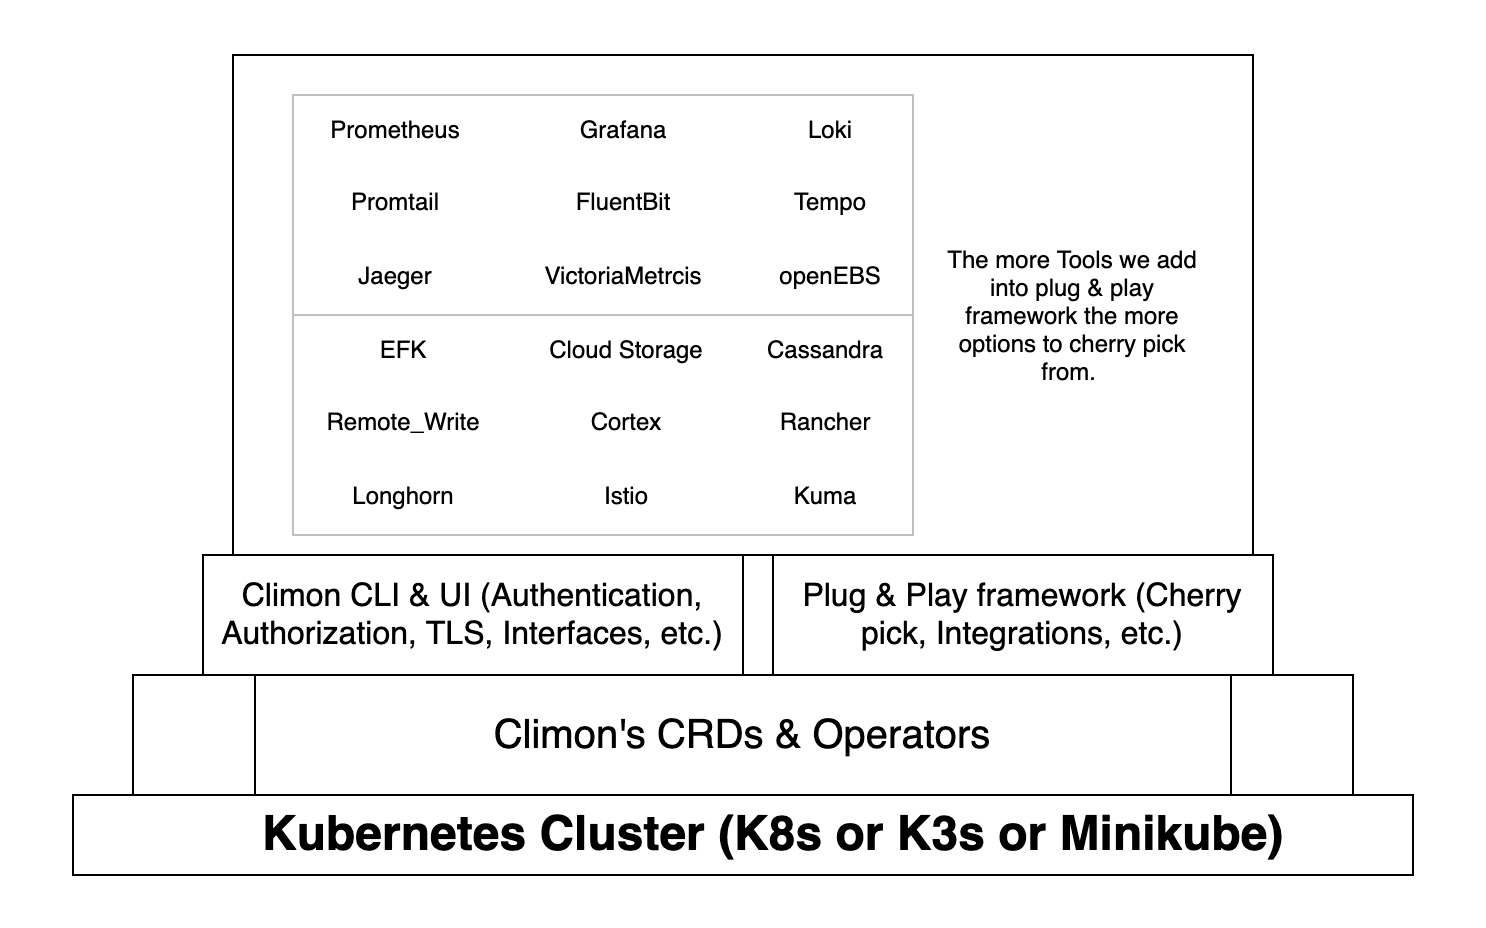 Prometheus Grafana Loki
Promtail FluentBit Tempo
Jaeger VictoriaMetrcis openEBS
EFK Cloud Storage Cassandra
Remote_Write Cortex Rancher
Longhorn Istio Kuma
The more Tools we add
into plug & play
framework the more
options to cherry pick
from.
Climon CLI & UI (Authentication,
Authorization, TLS, Interfaces, etc.)
Plug & Play framework (Cherry
pick, Integrations, etc.)
Climon's CRDs & Operators
Kubernetes Cluster (K8s or K3s or Minikube)